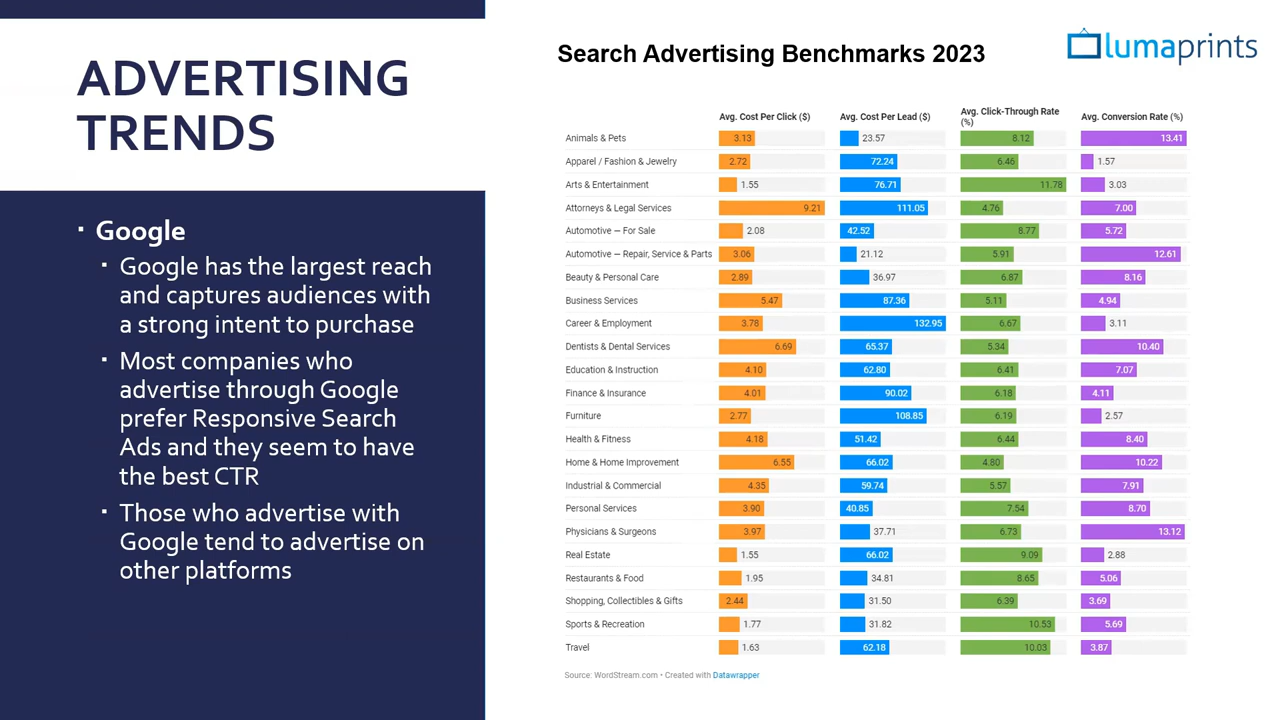 ADVERTISING
TRENDS
▪ Google
▪ Google has the largest reach
and captures audiences with
a strong intent to purchase
▪ Most companies who
advertise through Google
prefer Responsive Search
Ads and they seem to have
the best CTR
▪ Those who advertise with
Google tend to advertise on
other platforms
Search Advertising Benchmarks 2023
lumaprints
Avg. Cost Per Click ($) Avg. Cost Per Lead ($) Avg. Click-Through Rate (%) Avg. Conversion Rate (%)
Animals & Pets 3.13 23.57 8.12 13.41
Apparel / Fashion & Jewelry 2.72 72.24 6.46 1.57
Arts & Entertainment 1.55 76.71 11.78 3.03
Attorneys & Legal Services 9.21 111.05 4.76 7.00
Automotive — For Sale 2.08 42.52 8.77 5.72
Automotive — Repair, Service & Parts 3.06 21.12 5.91 12.61
Beauty & Personal Care 2.89 36.97 6.87 8.16
Business Services 5.47 87.36 5.11 4.94
Career & Employment 3.78 132.95 6.67 3.11
Dentists & Dental Services 6.69 65.37 5.34 10.40
Education & Instruction 4.10 62.80 6.41 7.07
Finance & Insurance 4.01 90.02 6.18 4.11
Furniture 2.77 108.85 6.19 2.57
Health & Fitness 4.18 51.42 6.44 8.40
Home & Home Improvement 6.55 66.02 4.80 10.22
Industrial & Commercial 4.35 59.74 5.57 7.91
Personal Services 3.90 40.85 7.54 8.70
Physicians & Surgeons 3.97 37.71 6.73 13.12
Real Estate 1.55 66.02 9.09 2.88
Restaurants & Food 1.95 34.81 8.65 5.06
Shopping, Collectibles & Gifts 2.44 31.50 6.39 3.69
Sports & Recreation 1.77 31.82 10.53 5.69
Travel 1.63 62.18 10.03 3.87
Source: WordStream.com • Created with Datawrapper